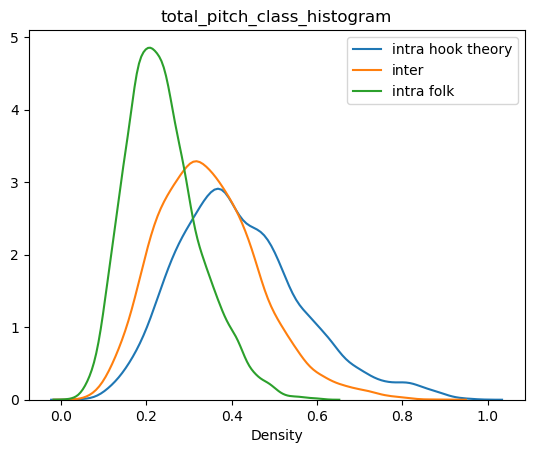 total_pitch_class_histogram
5
4
3
2
1
0
intra hook theory
inter
intra folk
0.0 0.2 0.4 0.6 0.8 1.0
Density